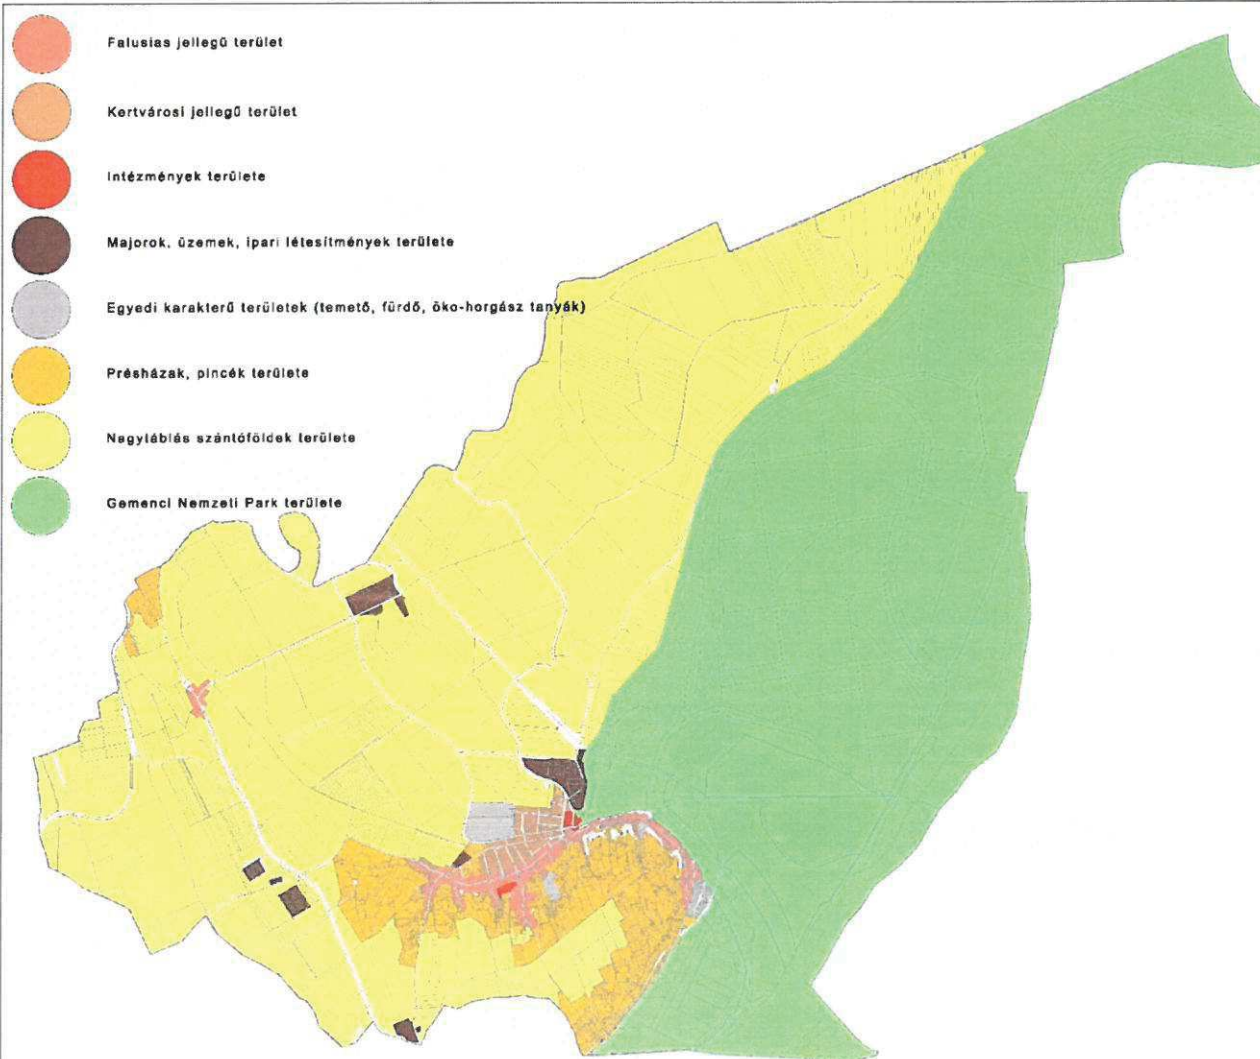 Falusias jellegű terület
Kertvárosi jellegű terület
Intézmények területe
Majorok, üzemek, ipari létesítmények területe
Egyedi karakterű területek (temető, fürdő, öko-horgász tanyák)
Présházak, pincék területe
Nagytáblás szántóföldek területe
Gemenci Nemzeti Park területe